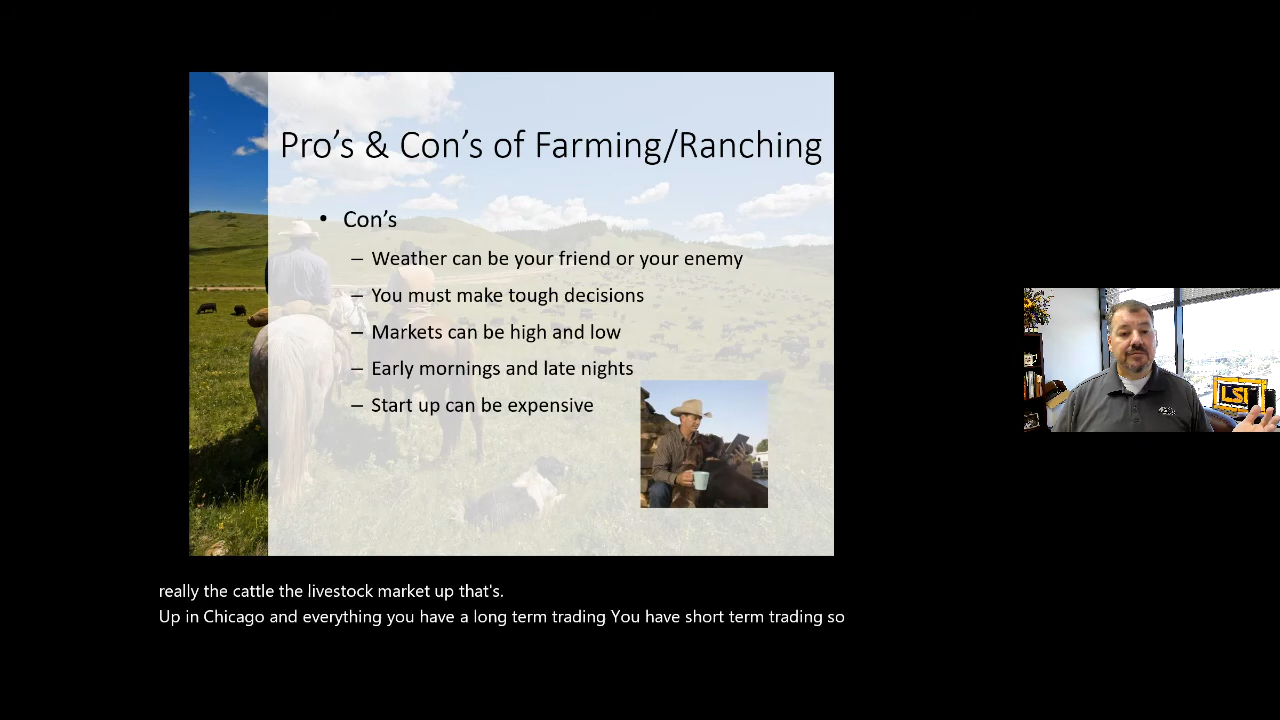 Pro's & Con's of Farming/Ranching
• Con's
– Weather can be your friend or your enemy
– You must make tough decisions
– Markets can be high and low
– Early mornings and late nights
– Start up can be expensive
LSI
really the cattle the livestock market up that's.
Up in Chicago and everything you have a long term trading You have short term trading so